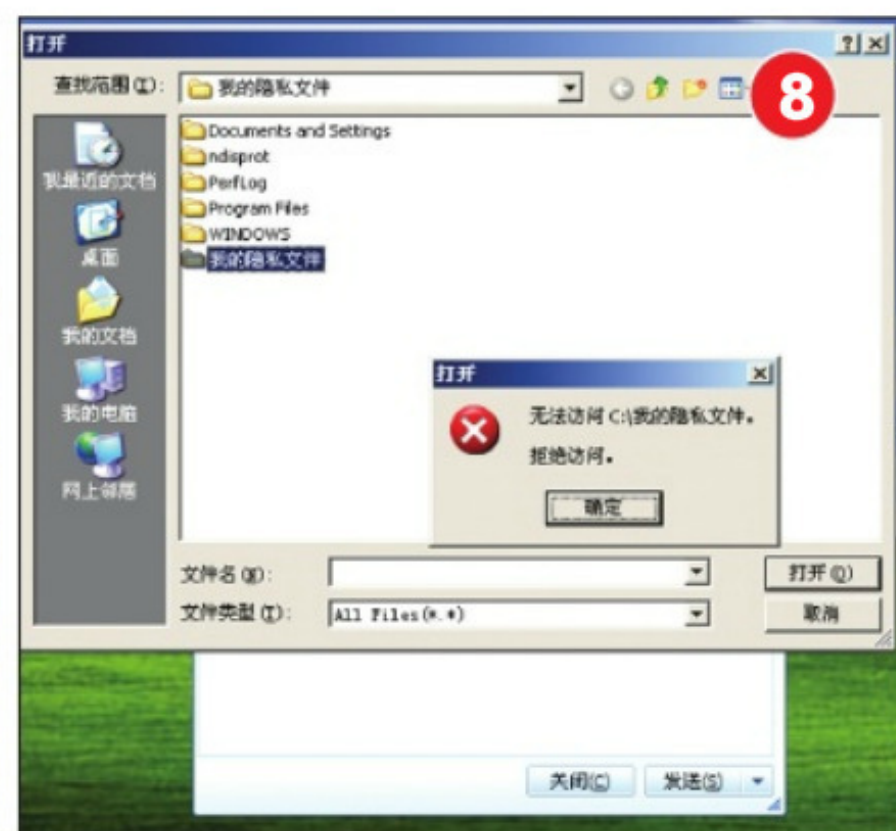 打开
8
查找范围(I):
我的隐私文件
我最近的文档
桌面
我的文档
我的电脑
网上邻居
Documents and Settings
ndisprot
PerfLog
Program Files
WINDOWS
我的隐私文件
打开
无法访问 C:\我的隐私文件。
拒绝访问。
确定
文件名(N):
打开(O)
文件类型(T):
All Files(*.*)
取消
关闭(C)
发送(S)